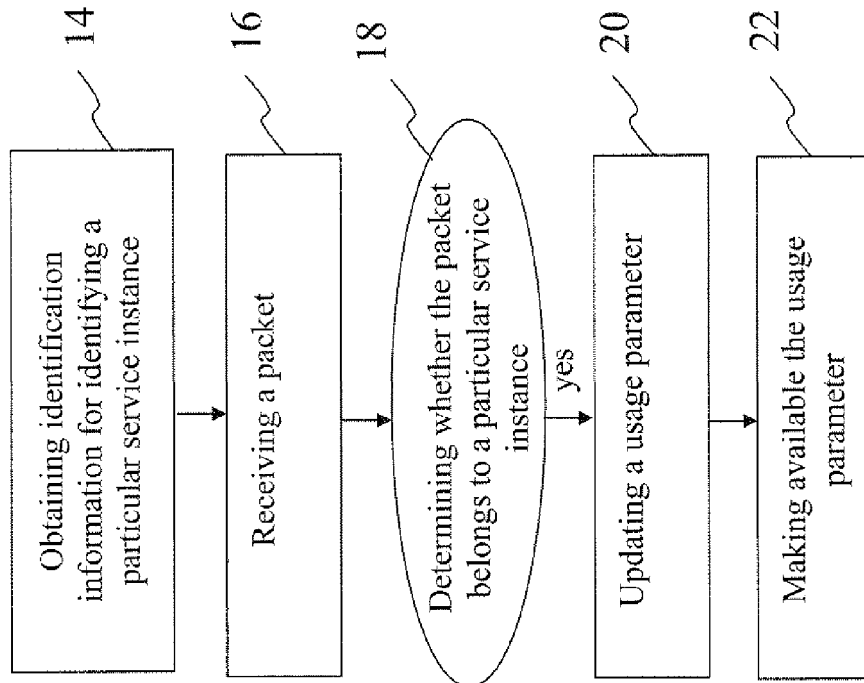 Obtaining identification
information for identifying a
particular service instance
14
Receiving a packet
16
Determining whether the packet
belongs to a particular service
instance
18
yes
Updating a usage parameter
20
Making available the usage
parameter
22